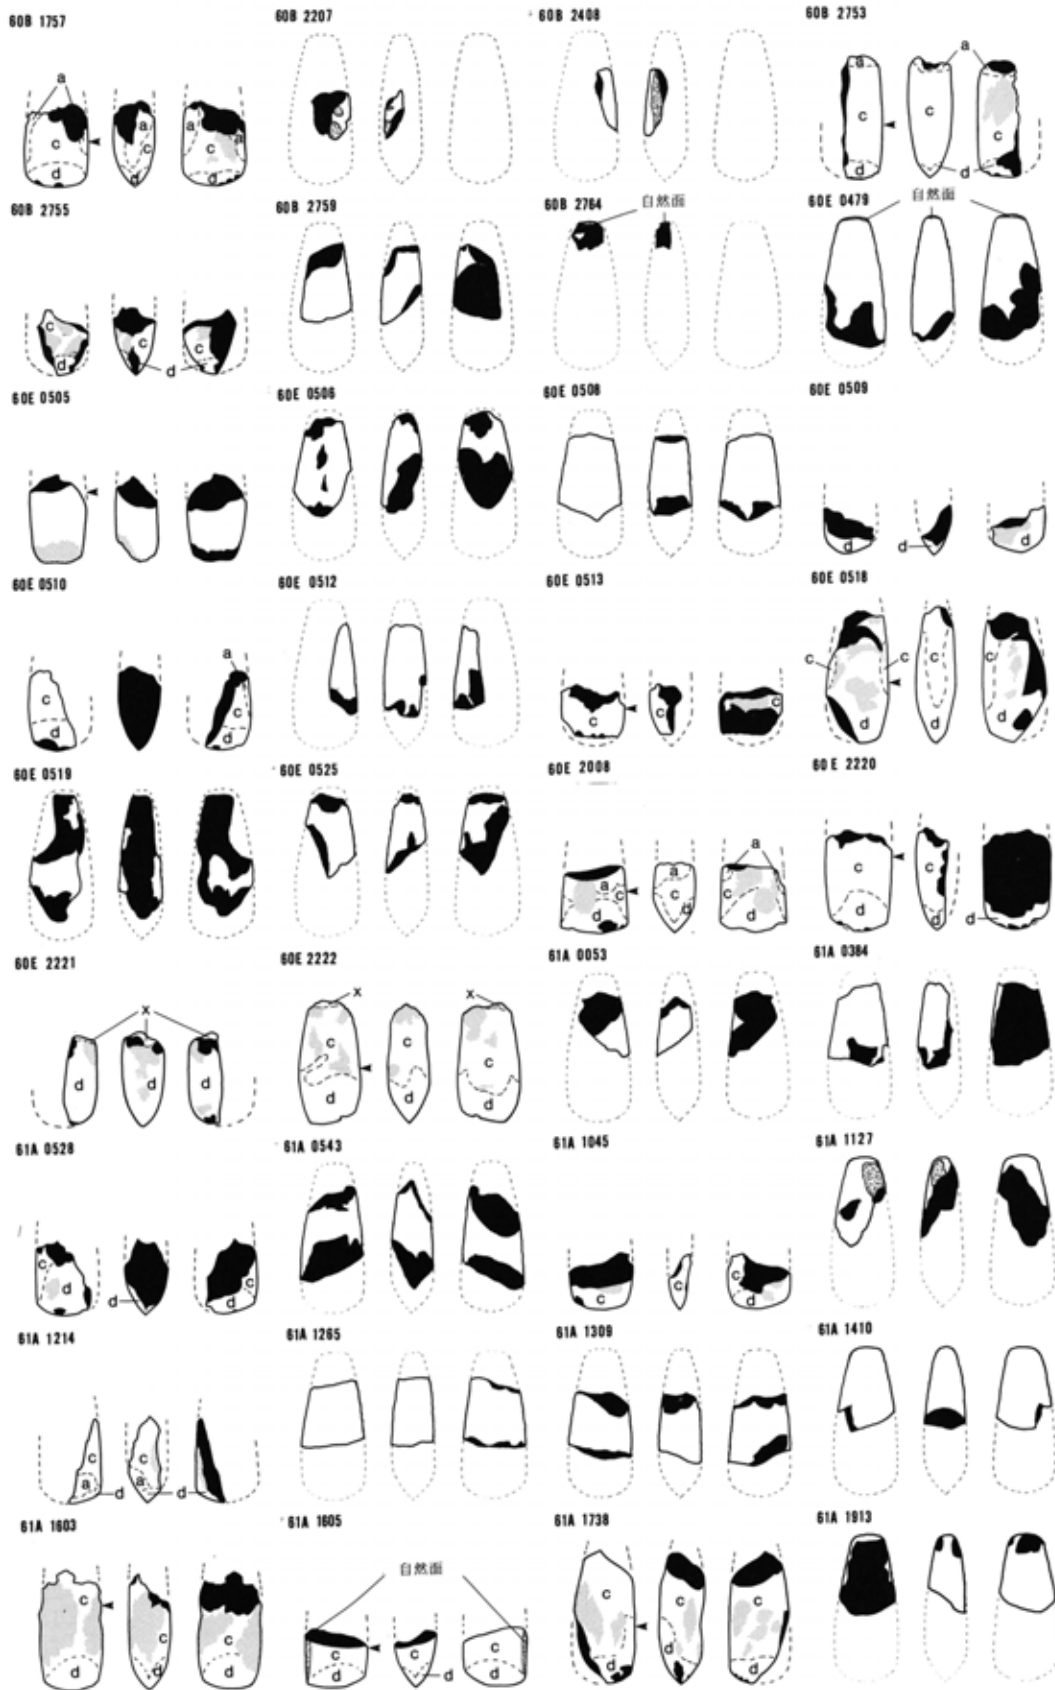 60B 1757
60B 2207
60B 2408
60B 2753
a
a
a
c
c
c
a
a
d
d
d
a
a
c
c
c
d
d
60B 2755
60B 2759
60B 2764
自然面
60E 0479
自然面
c
c
c
d
d
60E 0505
60E 0506
60E 0508
60E 0509
d
d
d
60E 0510
60E 0512
60E 0513
60E 0518
a
c
c
d
d
c
c
c
c
c
c
c
d
d
d
60E 0519
60E 0525
60E 2008
60E 2220
a
a
a
c
c
c
d
d
d
c
c
d
d
d
60E 2221
60E 2222
61A 0053
61A 0384
x
d
d
d
x
x
c
c
c
d
d
d
61A 0528
61A 0543
61A 1045
61A 1127
c
d
d
c
d
c
c
c
d
61A 1214
61A 1265
61A 1309
61A 1410
c
c
a
a
d
d
61A 1603
61A 1605
61A 1738
61A 1913
自然面
c
c
c
d
d
d
c
c
c
d
d
d
c
c
c
d
d
d